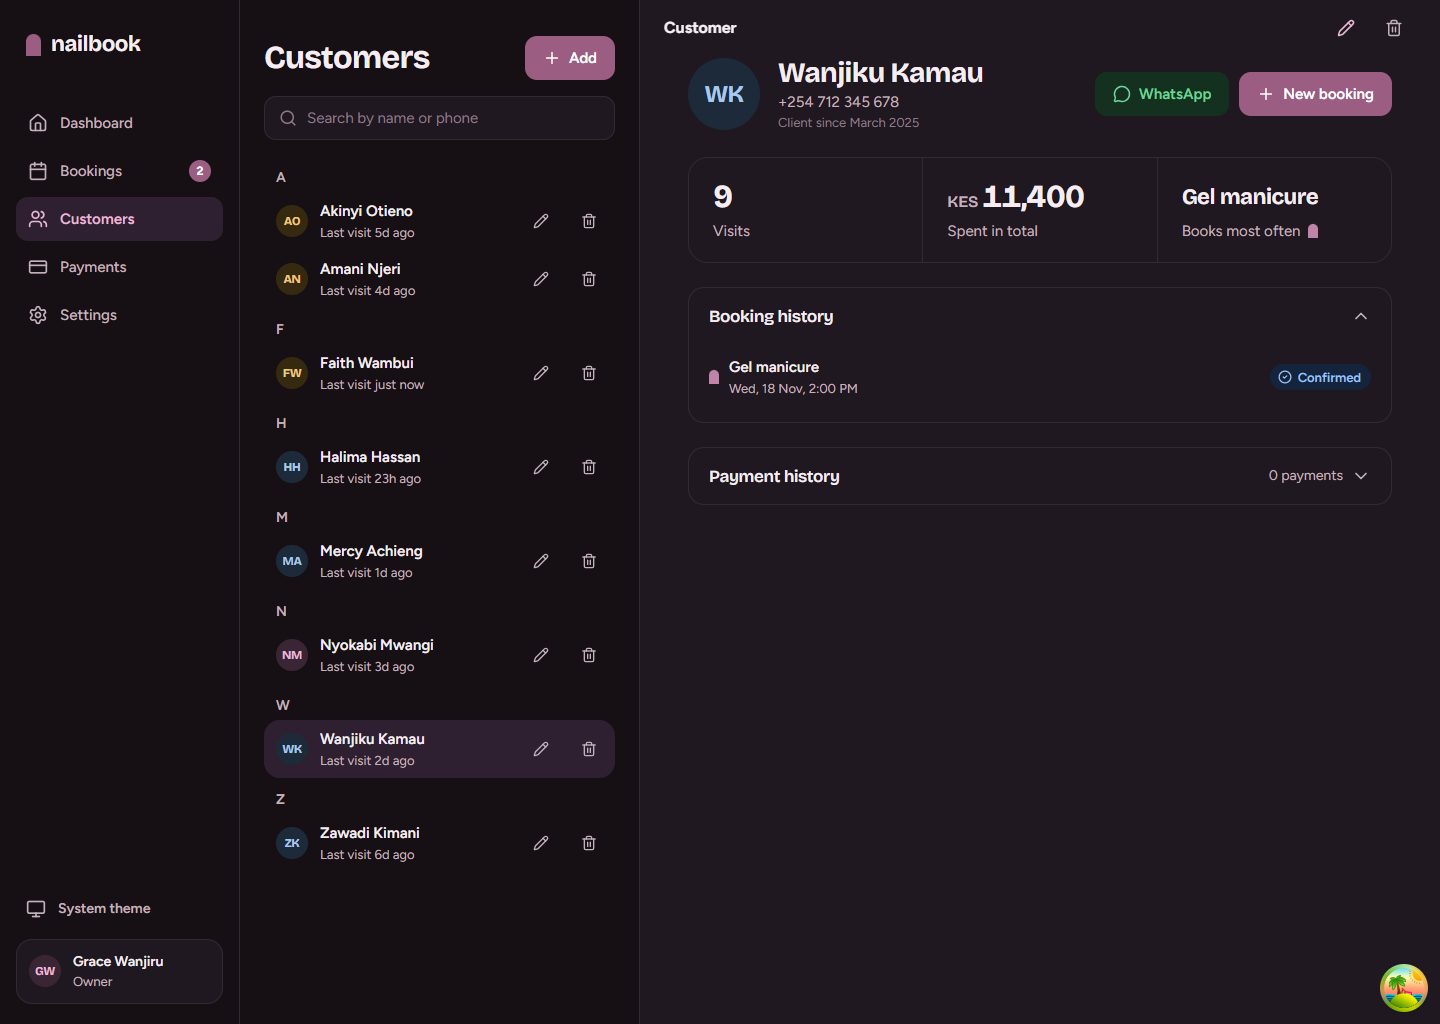 nailbook
Dashboard
Bookings 2
Customers
Payments
Settings
System theme
GW Grace Wanjiru
Owner
Customers
Add
Search by name or phone
A
AO Akinyi Otieno
Last visit 5d ago
AN Amani Njeri
Last visit 4d ago
F
FW Faith Wambui
Last visit just now
H
HH Halima Hassan
Last visit 23h ago
M
MA Mercy Achieng
Last visit 1d ago
N
NM Nyokabi Mwangi
Last visit 3d ago
W
WK Wanjiku Kamau
Last visit 2d ago
Z
ZK Zawadi Kimani
Last visit 6d ago
Customer
WK Wanjiku Kamau
+254 712 345 678
Client since March 2025
WhatsApp
New booking
9
Visits
KES 11,400
Spent in total
Gel manicure
Books most often
Booking history
Gel manicure
Wed, 18 Nov, 2:00 PM
Confirmed
Payment history
0 payments